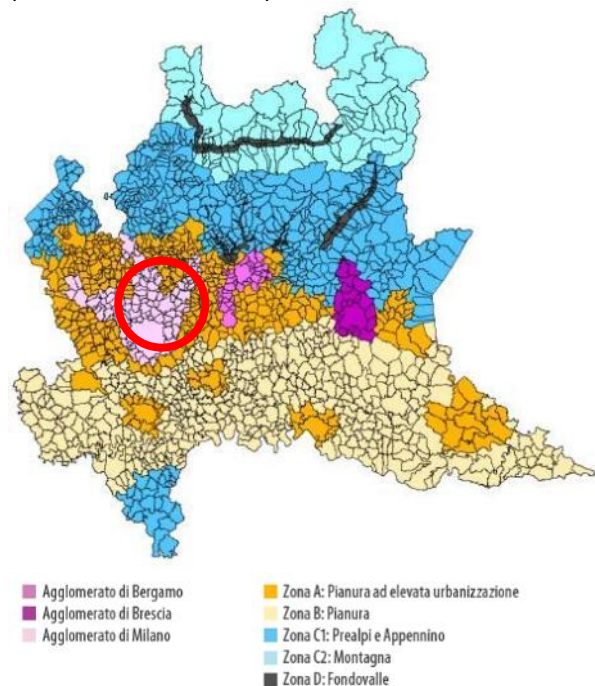 Agglomerato di Bergamo
Agglomerato di Brescia
Agglomerato di Milano
Zona A: Pianura ad elevata urbanizzazione
Zona B: Pianura
Zona C1: Prealpi e Appennino
Zona C2: Montagna
Zona D: Fondovalle